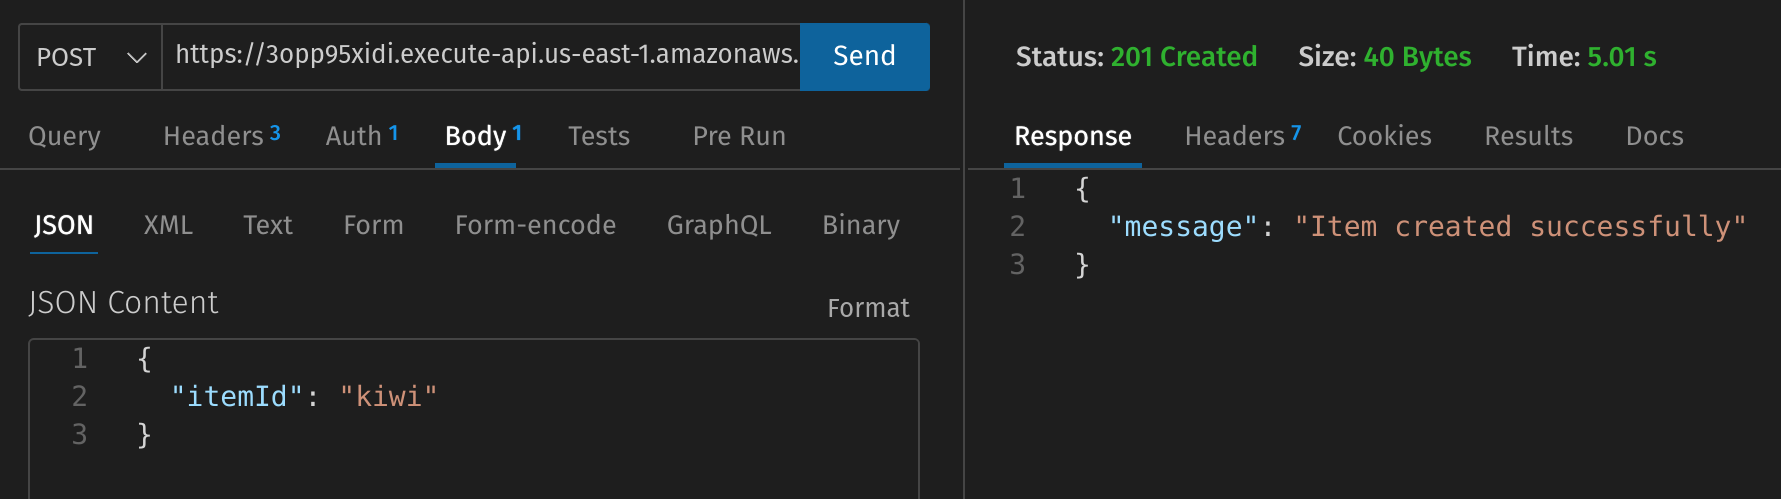 POST https://3opp95xidi.execute-api.us-east-1.amazonaws. Send
Query Headers 3 Auth 1 Body 1 Tests Pre Run
JSON XML Text Form Form-encode GraphQL Binary
JSON Content Format
1 {
2 "itemId": "kiwi"
3 }
Status: 201 Created Size: 40 Bytes Time: 5.01 s
Response Headers 7 Cookies Results Docs
1 {
2 "message": "Item created successfully"
3 }